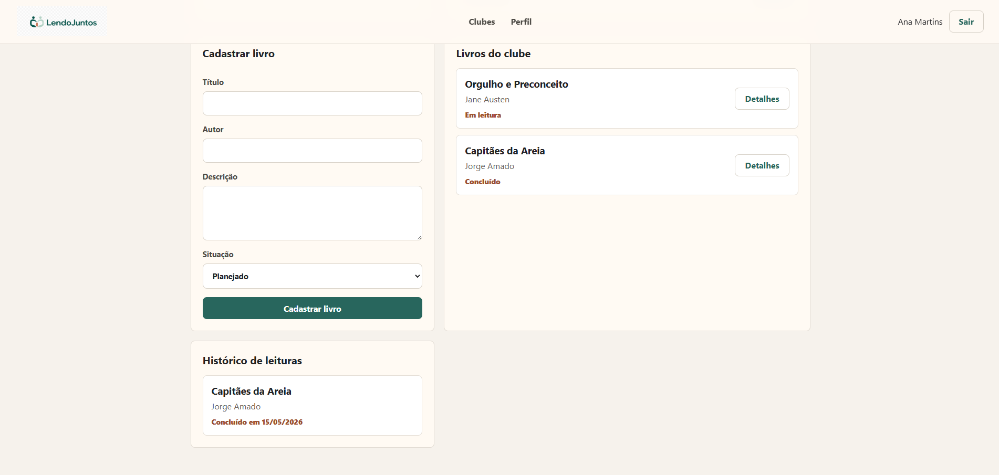 LendoJuntos
Clubes
Perfil
Ana Martins
Sair
Cadastrar livro
Título
Autor
Descrição
Situação
Planejado
Cadastrar livro
Livros do clube
Orgulho e Preconceito
Jane Austen
Em leitura
Detalhes
Capitães da Areia
Jorge Amado
Concluído
Detalhes
Histórico de leituras
Capitães da Areia
Jorge Amado
Concluído em 15/05/2026